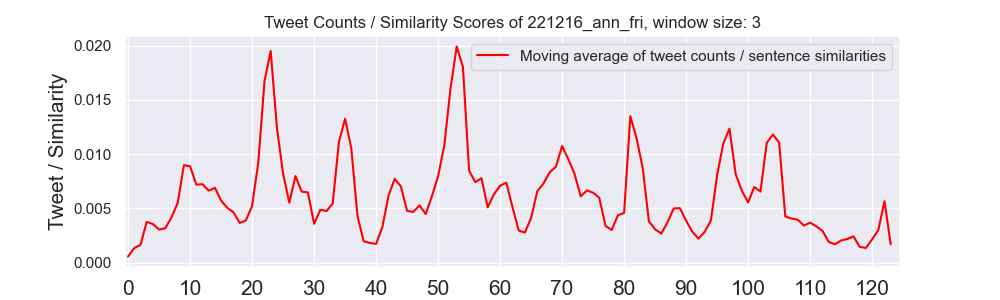 Tweet Counts / Similarity Scores of 221216_ann_fri, window size: 3
Moving average of tweet counts / sentence similarities
Tweet / Similarity
0.020
0.015
0.010
0.005
0.000
0 10 20 30 40 50 60 70 80 90 100 110 120